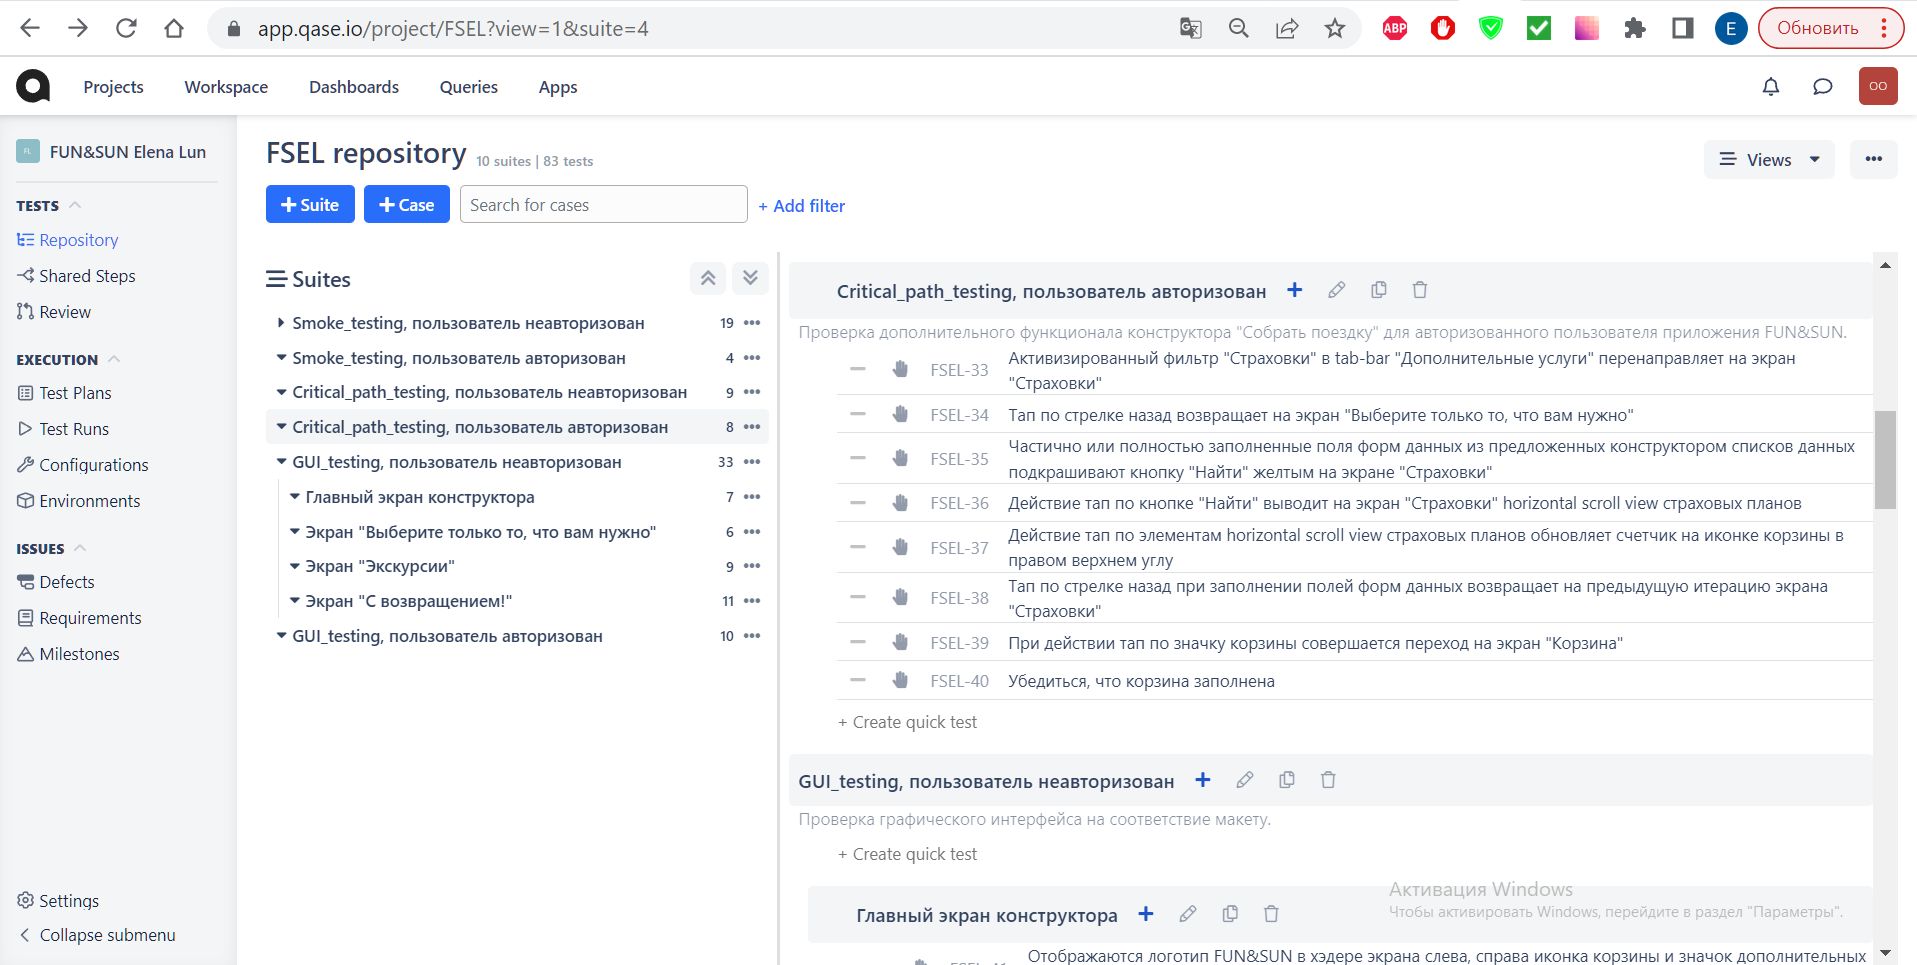 app.qase.io/project/FSEL?view=1&suite=4
ABP
E
Обновить
Projects
Workspace
Dashboards
Queries
Apps
OO
FL
FUN&SUN Elena Lun
TESTS
Repository
Shared Steps
Review
EXECUTION
Test Plans
Test Runs
Configurations
Environments
ISSUES
Defects
Requirements
Milestones
Settings
Collapse submenu
FSEL repository 10 suites | 83 tests
Views
+ Suite
+ Case
Search for cases
+ Add filter
Suites
Smoke_testing, пользователь неавторизован 19
Smoke_testing, пользователь авторизован 4
Critical_path_testing, пользователь неавторизован 9
Critical_path_testing, пользователь авторизован 8
GUI_testing, пользователь неавторизован 33
Главный экран конструктора 7
Экран "Выберите только то, что вам нужно" 6
Экран "Экскурсии" 9
Экран "С возвращением!" 11
GUI_testing, пользователь авторизован 10
Critical_path_testing, пользователь авторизован
Проверка дополнительного функционала конструктора "Собрать поездку" для авторизованного пользователя приложения FUN&SUN.
FSEL-33 Активизированный фильтр "Страховки" в tab-bar "Дополнительные услуги" перенаправляет на экран
"Страховки"
FSEL-34 Тап по стрелке назад возвращает на экран "Выберите только то, что вам нужно"
FSEL-35 Частично или полностью заполненные поля форм данных из предложенных конструктором списков данных
подкрашивают кнопку "Найти" желтым на экране "Страховки"
FSEL-36 Действие тап по кнопке "Найти" выводит на экран "Страховки" horizontal scroll view страховых планов
FSEL-37 Действие тап по элементам horizontal scroll view страховых планов обновляет счетчик на иконке корзины в
правом верхнем углу
FSEL-38 Тап по стрелке назад при заполнении полей форм данных возвращает на предыдущую итерацию экрана
"Страховки"
FSEL-39 При действии тап по значку корзины совершается переход на экран "Корзина"
FSEL-40 Убедиться, что корзина заполнена
+ Create quick test
GUI_testing, пользователь неавторизован
Проверка графического интерфейса на соответствие макету.
+ Create quick test
Главный экран конструктора
Отображаются логотип FUN&SUN в хэдере экрана слева, справа иконка корзины и значок дополнительных
Активация Windows
Чтобы активировать Windows, перейдите в раздел "Параметры".